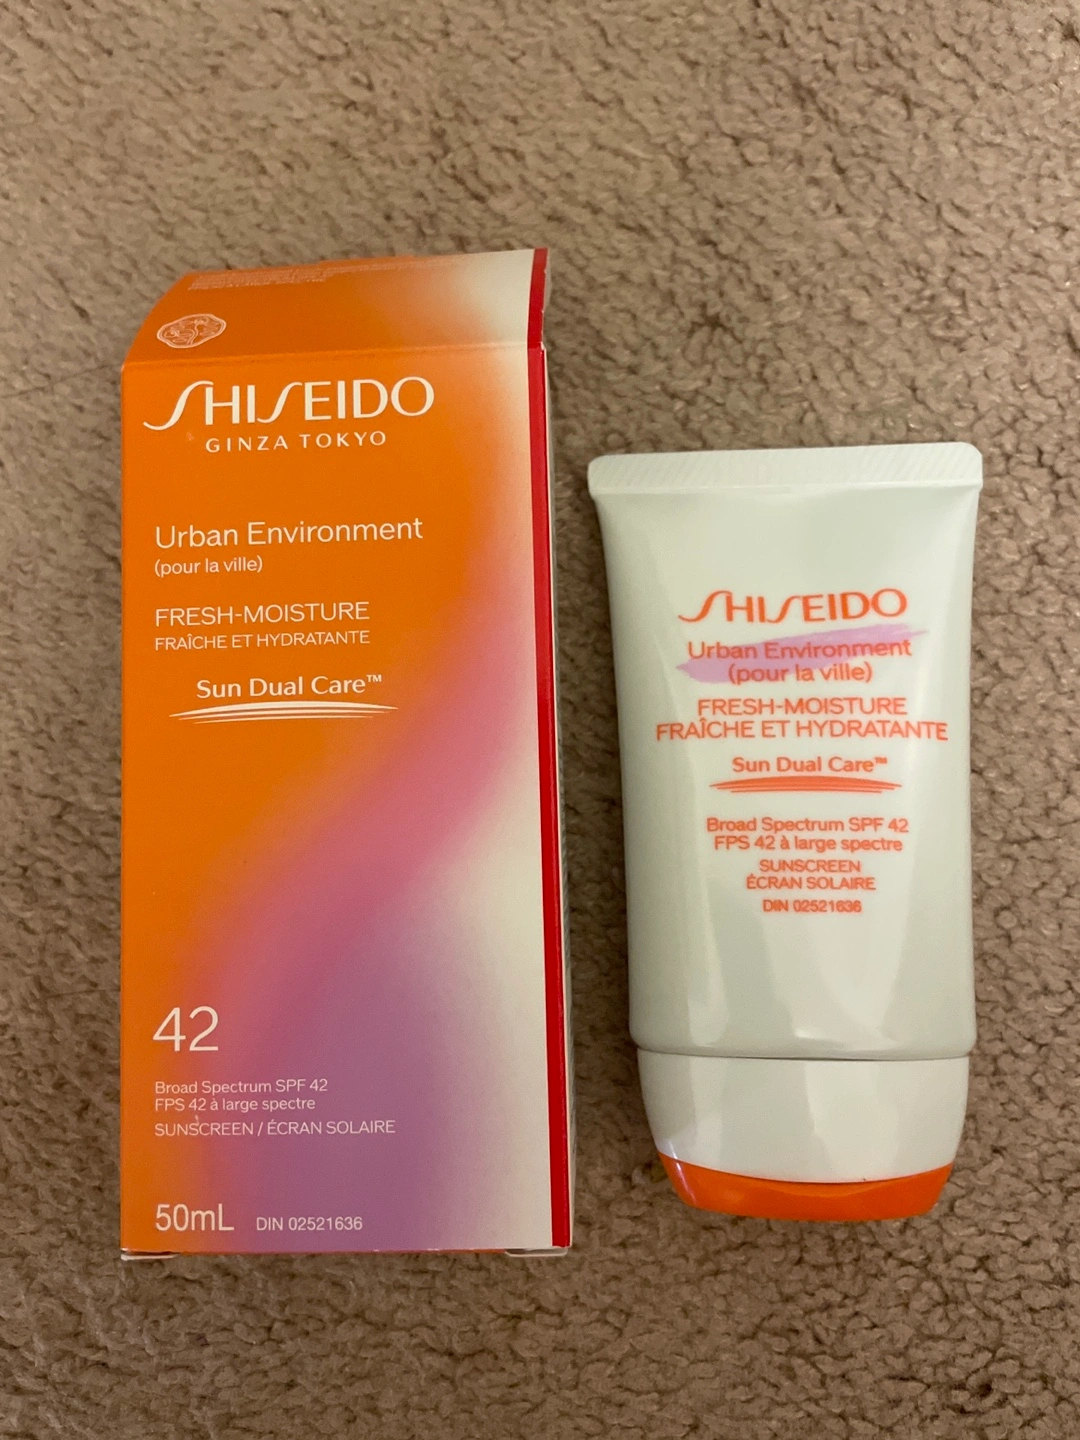 SHISEIDO
GINZA TOKYO
Urban Environment
(pour la ville)
FRESH-MOISTURE
FRAÎCHE ET HYDRATANTE
Sun Dual Care™
42
Broad Spectrum SPF 42
FPS 42 à large spectre
SUNSCREEN / ÉCRAN SOLAIRE
50mL DIN 02521636
SHISEIDO
Urban Environment
(pour la ville)
FRESH-MOISTURE
FRAÎCHE ET HYDRATANTE
Sun Dual Care™
Broad Spectrum SPF 42
FPS 42 à large spectre
SUNSCREEN
ÉCRAN SOLAIRE
DIN 02521636